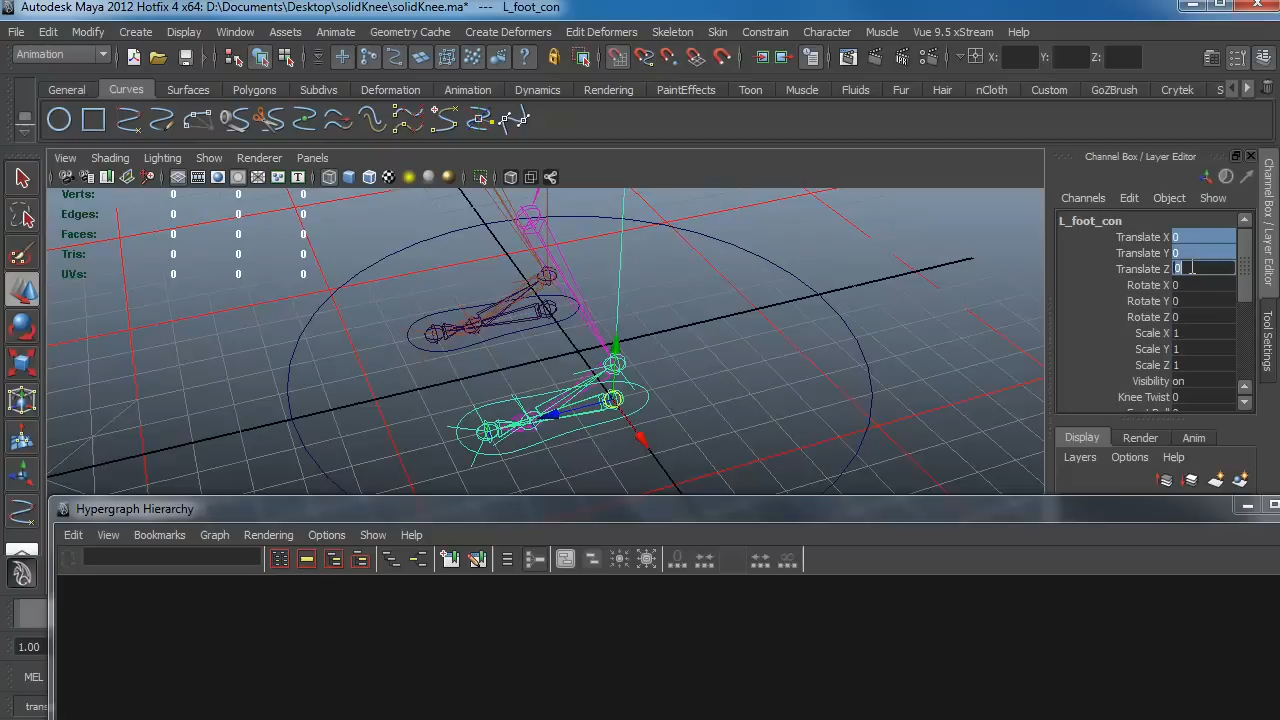 Autodesk Maya 2012 Hotfix 4 x64: D:\Documents\Desktop\solidKnee\solidKnee.ma* --- L_foot_con
File Edit Modify Create Display Window Assets Animate Geometry Cache Create Deformers Edit Deformers Skeleton Skin Constrain Character Muscle Vue 9.5 xStream Help
Animation X: Y: Z:
General Curves Surfaces Polygons Subdivs Deformation Animation Dynamics Rendering PaintEffects Toon Muscle Fluids Fur Hair nCloth Custom GoZBrush Crytek S
View Shading Lighting Show Renderer Panels
Channel Box / Layer Editor
Verts: 0 0 0
Edges: 0 0 0
Faces: 0 0 0
Tris: 0 0 0
UVs: 0 0 0
Channels Edit Object Show
L_foot_con
Translate X 0
Translate Y 0
Translate Z 0
Rotate X 0
Rotate Y 0
Rotate Z 0
Scale X 1
Scale Y 1
Scale Z 1
Visibility on
Knee Twist 0
Display Render Anim
Layers Options Help
Channel Box / Layer Editor
Tool Settings
Hypergraph Hierarchy
Edit View Bookmarks Graph Rendering Options Show Help
1.00
MEL
trans